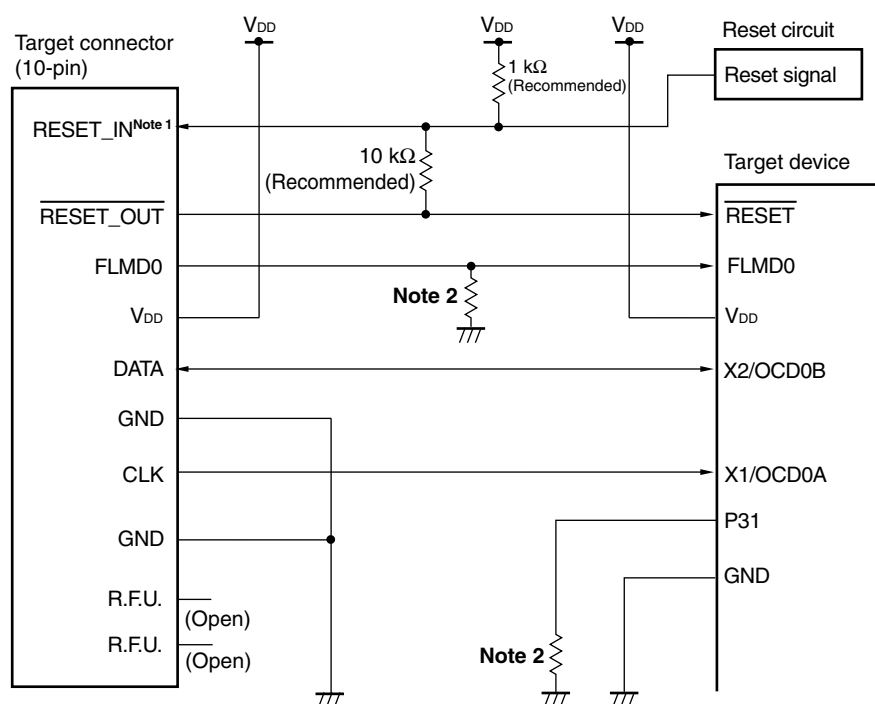 Target connector
(10-pin)
VDD
VDD
VDD
Reset circuit
Reset signal
1 kΩ
(Recommended)
RESET_INNote 1
10 kΩ
(Recommended)
Target device
RESET_OUT
RESET
FLMD0
FLMD0
Note 2
VDD
VDD
DATA
X2/OCD0B
GND
CLK
X1/OCD0A
P31
GND
GND
R.F.U.
(Open)
R.F.U.
(Open)
Note 2